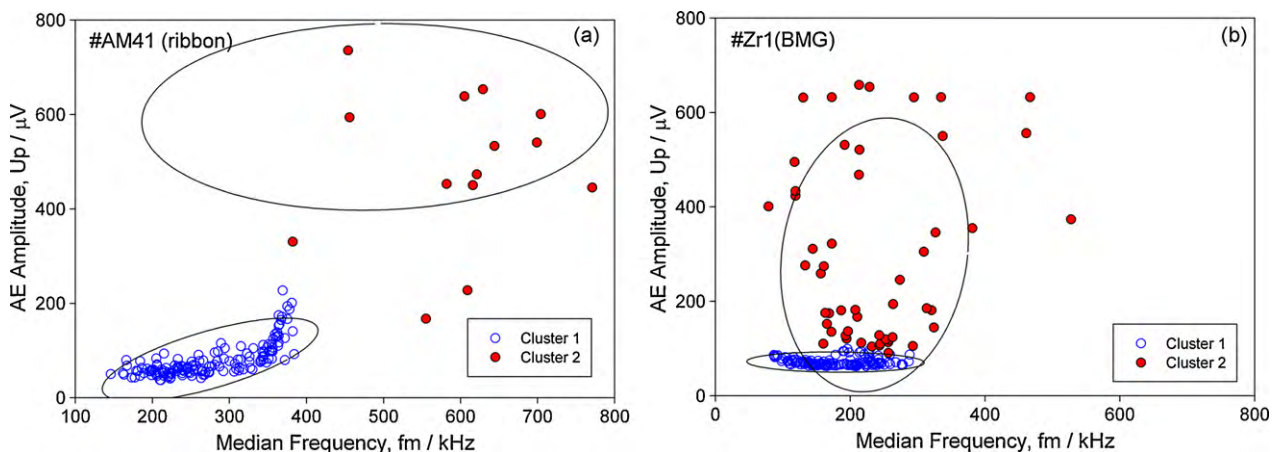 #AM41 (ribbon)
(a)
AE Amplitude, Up / μV
800
600
400
200
0
100
200
300
400
500
600
700
800
Median Frequency, fm / kHz
Cluster 1
Cluster 2
#Zr1(BMG)
(b)
AE Amplitude, Up / μV
800
600
400
200
0
0
200
400
600
800
Median Frequency, fm / kHz
Cluster 1
Cluster 2